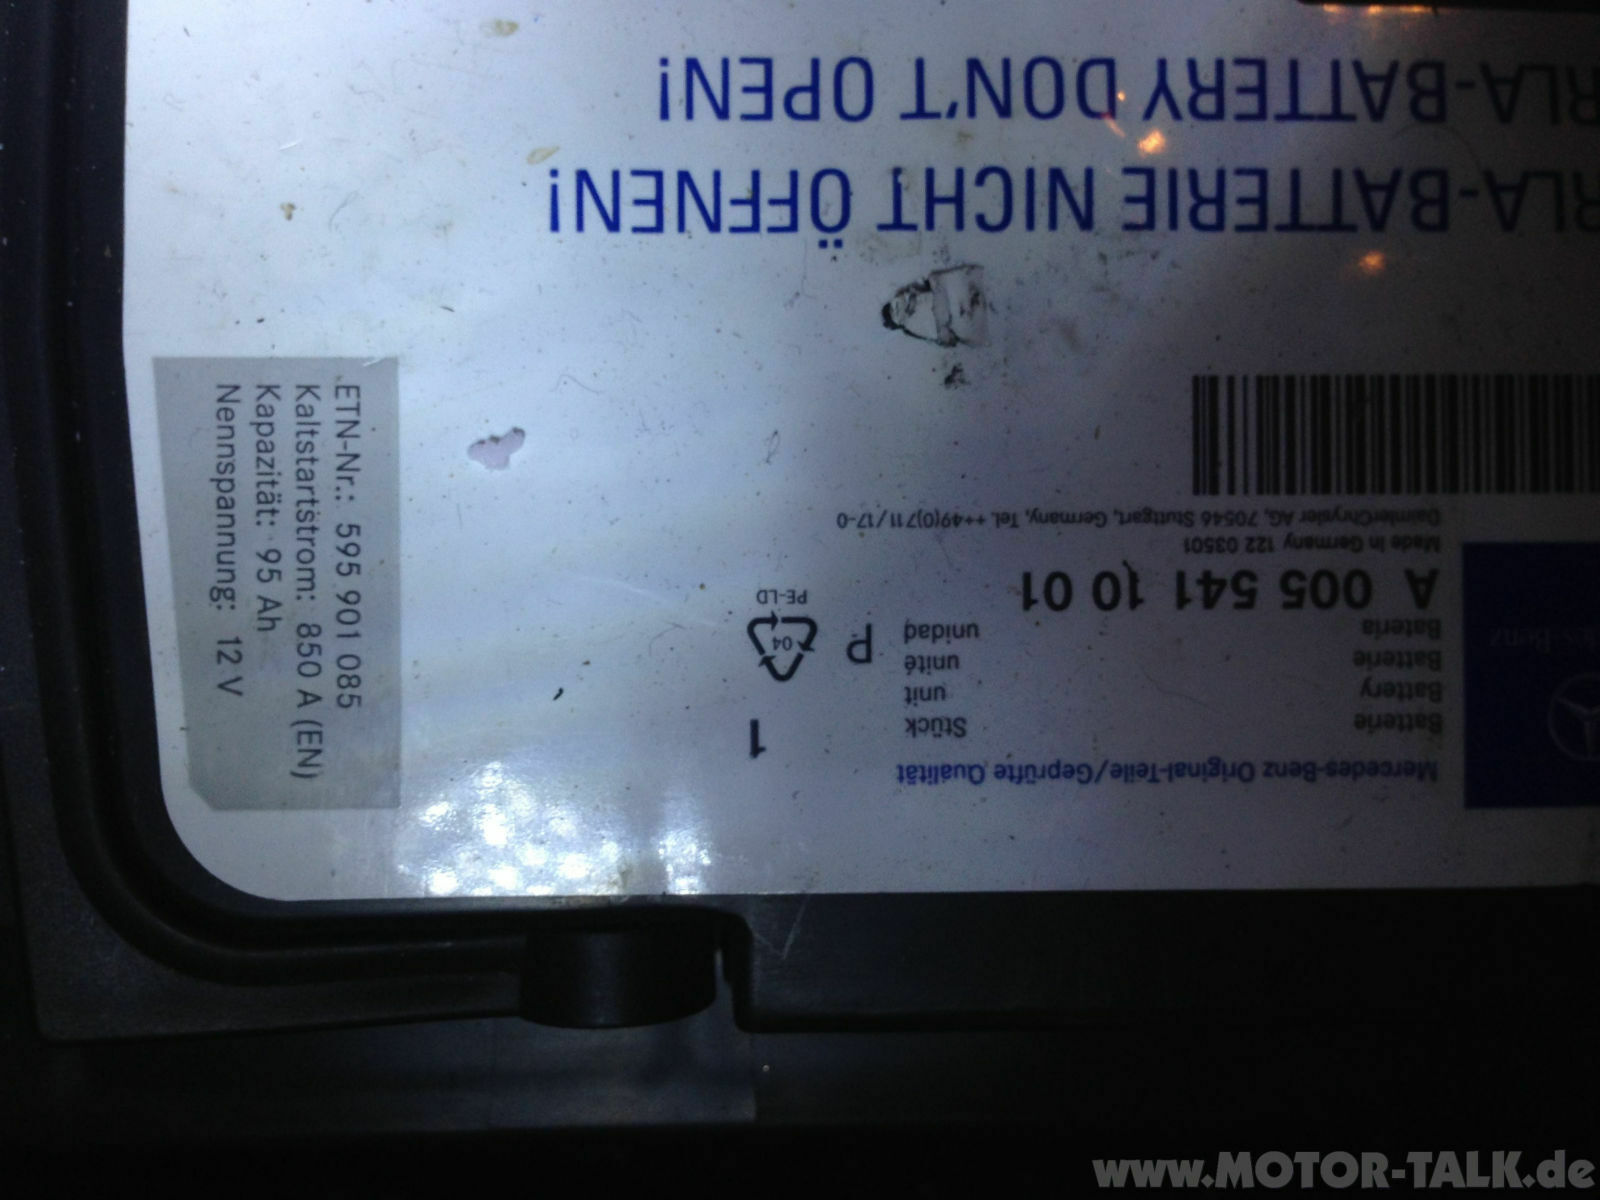 Mercedes-Benz Original-Teile/Geprüfte Qualität
Batterie Stück 1
Battery unit
Batterie unité
Bateria unidad P
04
PE-LD
A 005 541 10 01
Made in Germany 122 03501
DaimlerChrysler AG, 70546 Stuttgart, Germany, Tel. ++49(0)711/17-0
RLA-BATTERIE NICHT ÖFFNEN!
RLA-BATTERY DON'T OPEN!
ETN-Nr.: 595 901 085
Kaltstartstrom: 850 A (EN)
Kapazität: 95 Ah
Nennspannung: 12 V
www.MOTOR-TALK.de